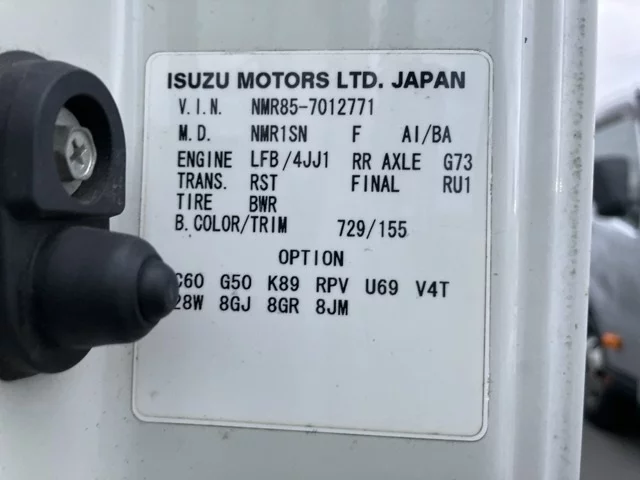 ISUZU MOTORS LTD. JAPAN
V.I.N. NMR85-7012771
M.D. NMR1SN F AI/BA
ENGINE LFB/4JJ1 RR AXLE G73
TRANS. RST FINAL RU1
TIRE BWR
B.COLOR/TRIM 729/155
OPTION
G50 K89 RPV U69 V4T
8GJ 8GR 8JM